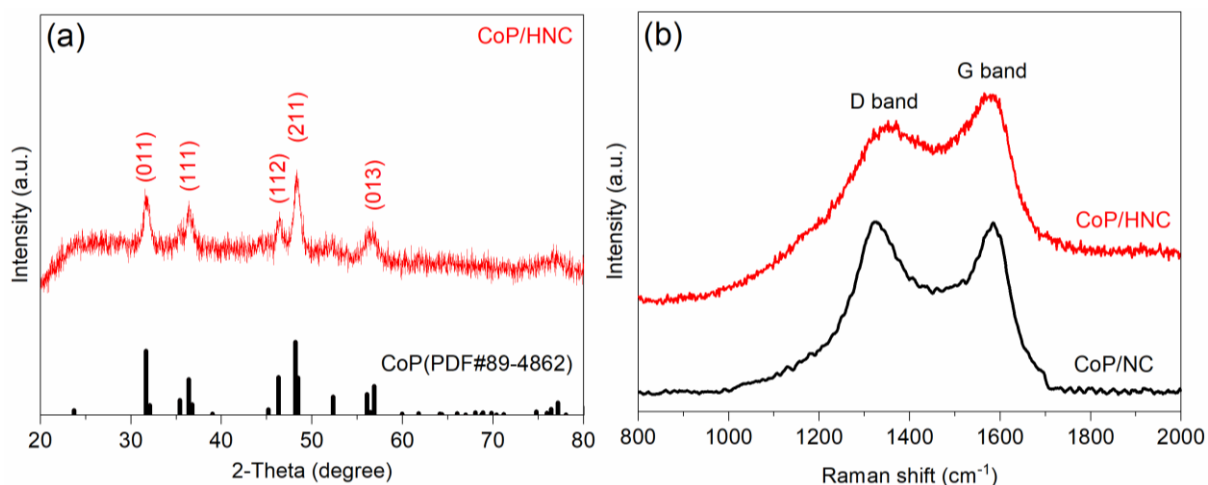 (a)
CoP/HNC
(011)
(111)
(112)
(211)
(013)
CoP(PDF#89-4862)
Intensity (a.u.)
20 30 40 50 60 70 80
2-Theta (degree)
(b)
D band
G band
CoP/HNC
CoP/NC
Intensity (a.u.)
800 1000 1200 1400 1600 1800 2000
Raman shift (cm⁻¹)